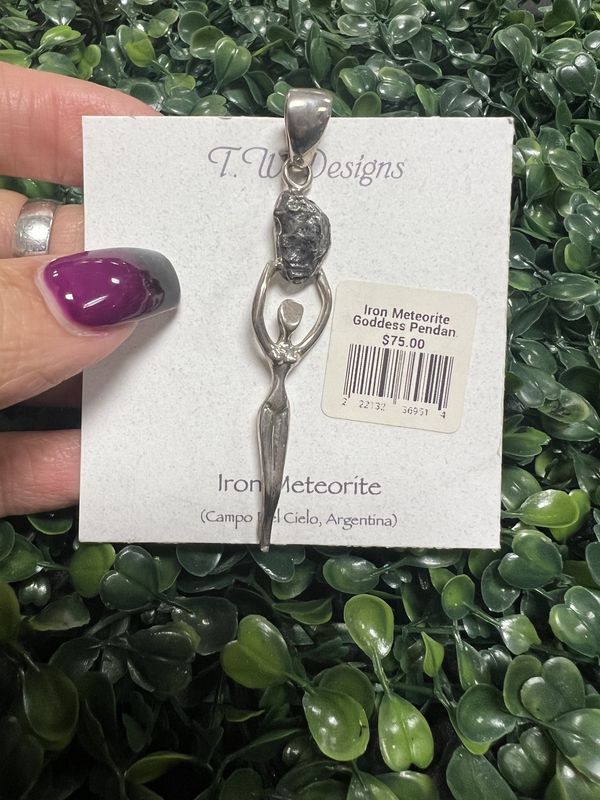 T. W. Designs
Iron Meteorite
Goddess Pendan
$75.00
2 22132 36951 4
Iron Meteorite
(Campo Del Cielo, Argentina)